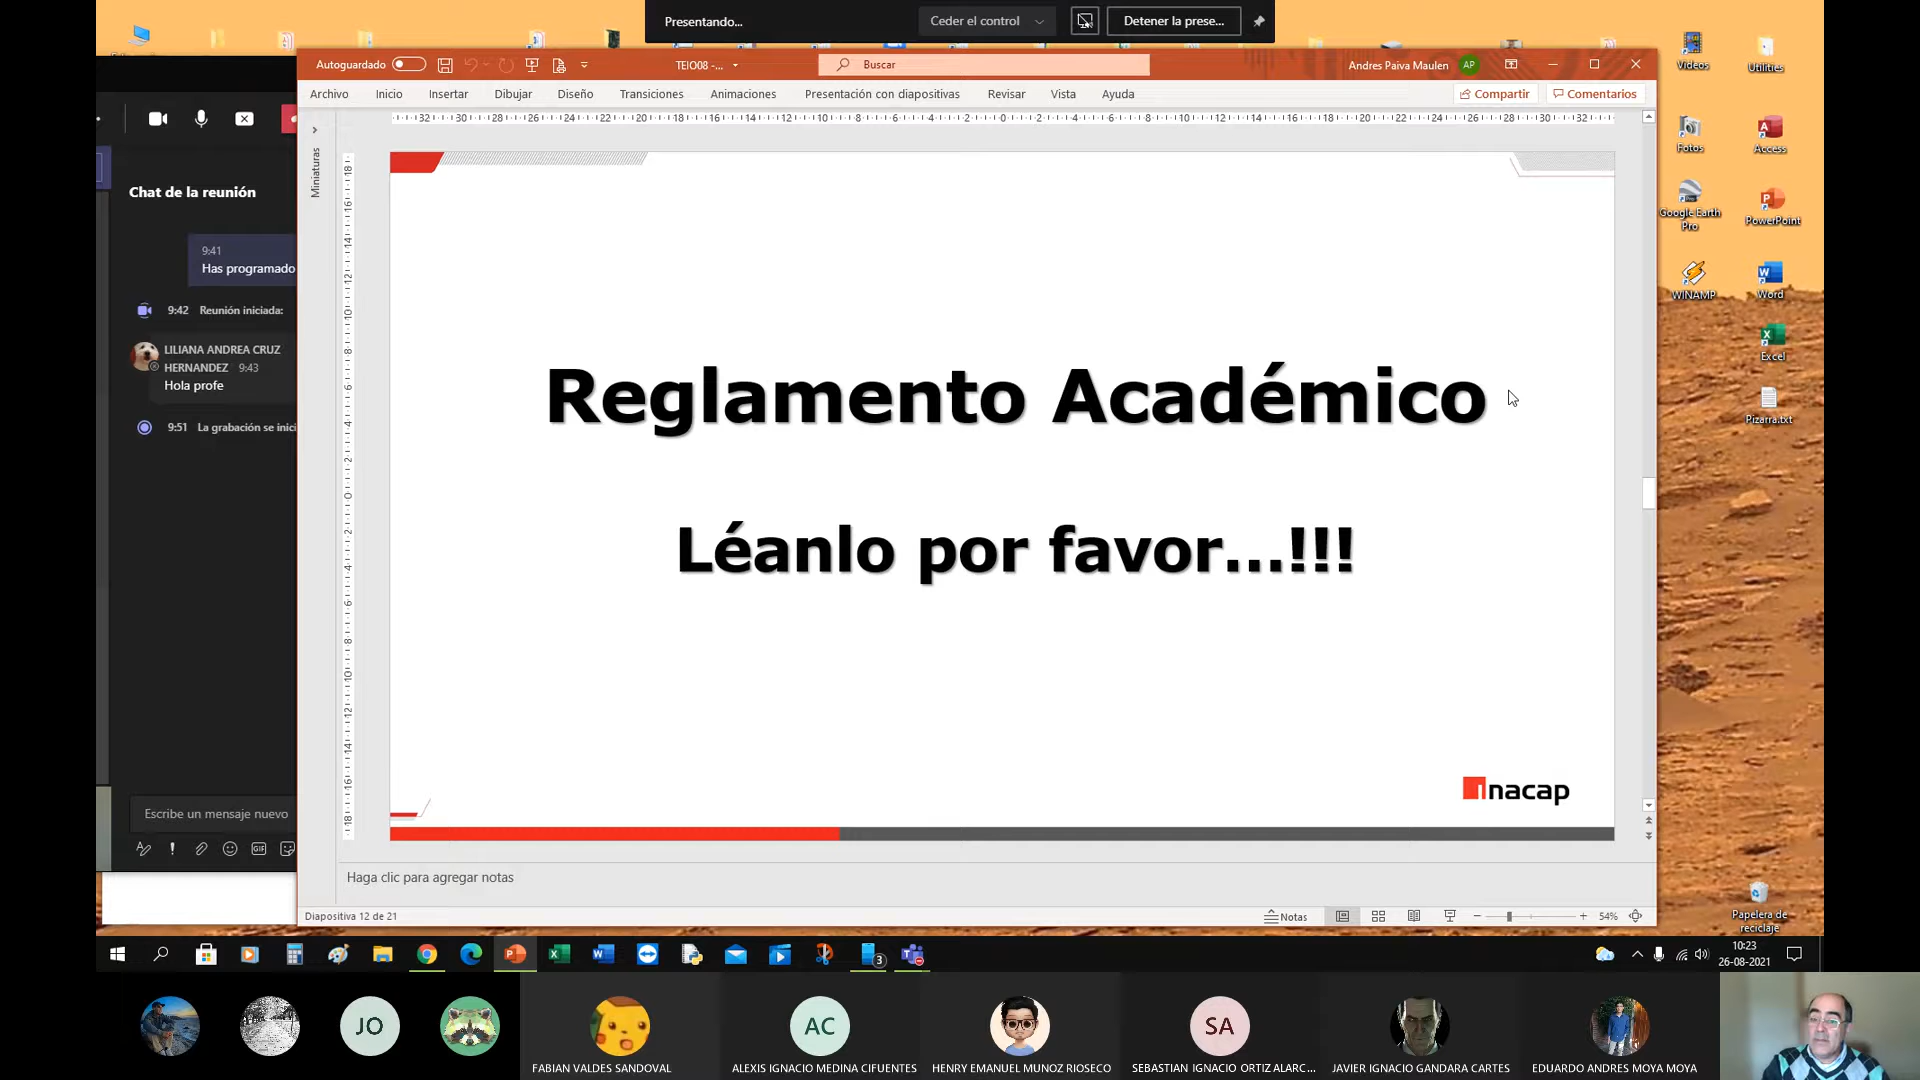 Presentando...
Ceder el control
Detener la prese...
Autoguardado
TEIO08 -...
Buscar
Andres Paiva Maulen
AP
Archivo
Inicio
Insertar
Dibujar
Diseño
Transiciones
Animaciones
Presentación con diapositivas
Revisar
Vista
Ayuda
Compartir
Comentarios
Miniaturas
Chat de la reunión
9:41
Has programado
9:42 Reunión iniciada:
LILIANA ANDREA CRUZ
HERNANDEZ 9:43
Hola profe
9:51 La grabación se inici
Escribe un mensaje nuevo
GIF
Reglamento Académico
Léanlo por favor...!!!
inacap
Haga clic para agregar notas
Diapositiva 12 de 21
Notas
54%
Videos
Utilities
Fotos
Access
Google Earth
Pro
PowerPoint
WINAMP
Word
Excel
Pizarra.txt
Papelera de
reciclaje
3
10:23
26-08-2021
JO
AC
SA
FABIAN VALDES SANDOVAL
ALEXIS IGNACIO MEDINA CIFUENTES
HENRY EMANUEL MUNOZ RIOSECO
SEBASTIAN IGNACIO ORTIZ ALARC...
JAVIER IGNACIO GANDARA CARTES
EDUARDO ANDRES MOYA MOYA